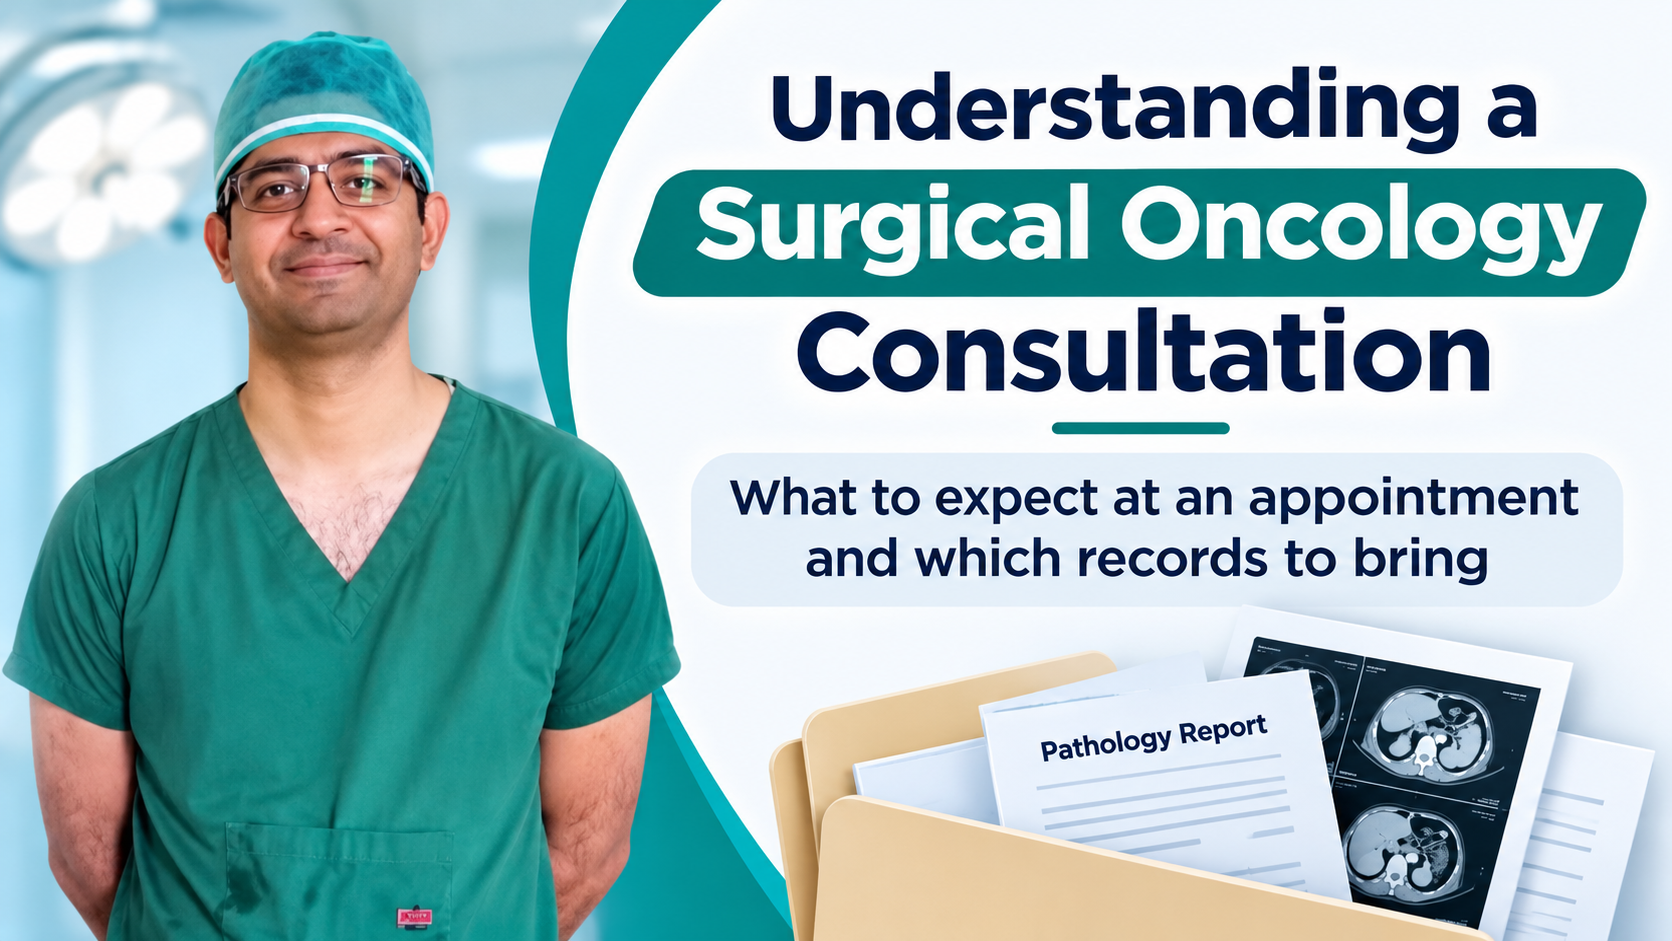 Understanding a
Surgical Oncology
Consultation
What to expect at an appointment
and which records to bring
Pathology Report